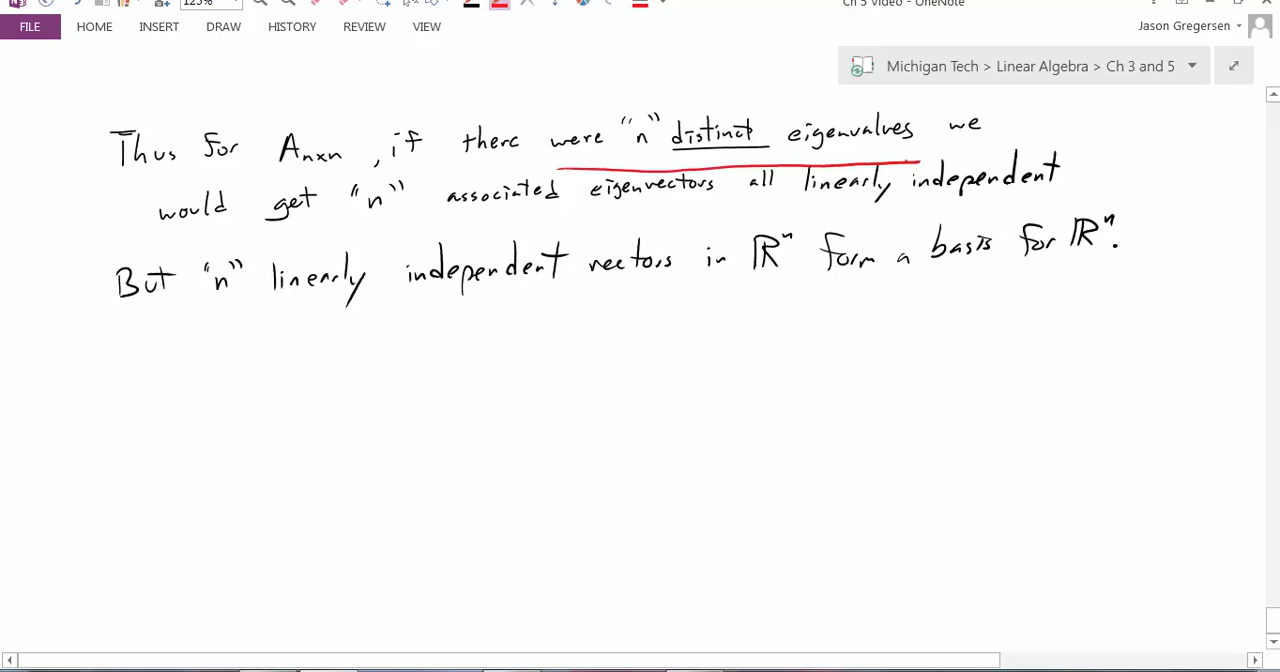 125%
Ch 5 Video - OneNote
FILE HOME INSERT DRAW HISTORY REVIEW VIEW
Jason Gregersen
Michigan Tech > Linear Algebra > Ch 3 and 5
Thus for Anxn, if there were "n" distinct eigenvalues we
would get "n" associated eigenvectors all linearly independent
But "n" linearly independent vectors in ℝⁿ form a basis for ℝⁿ.